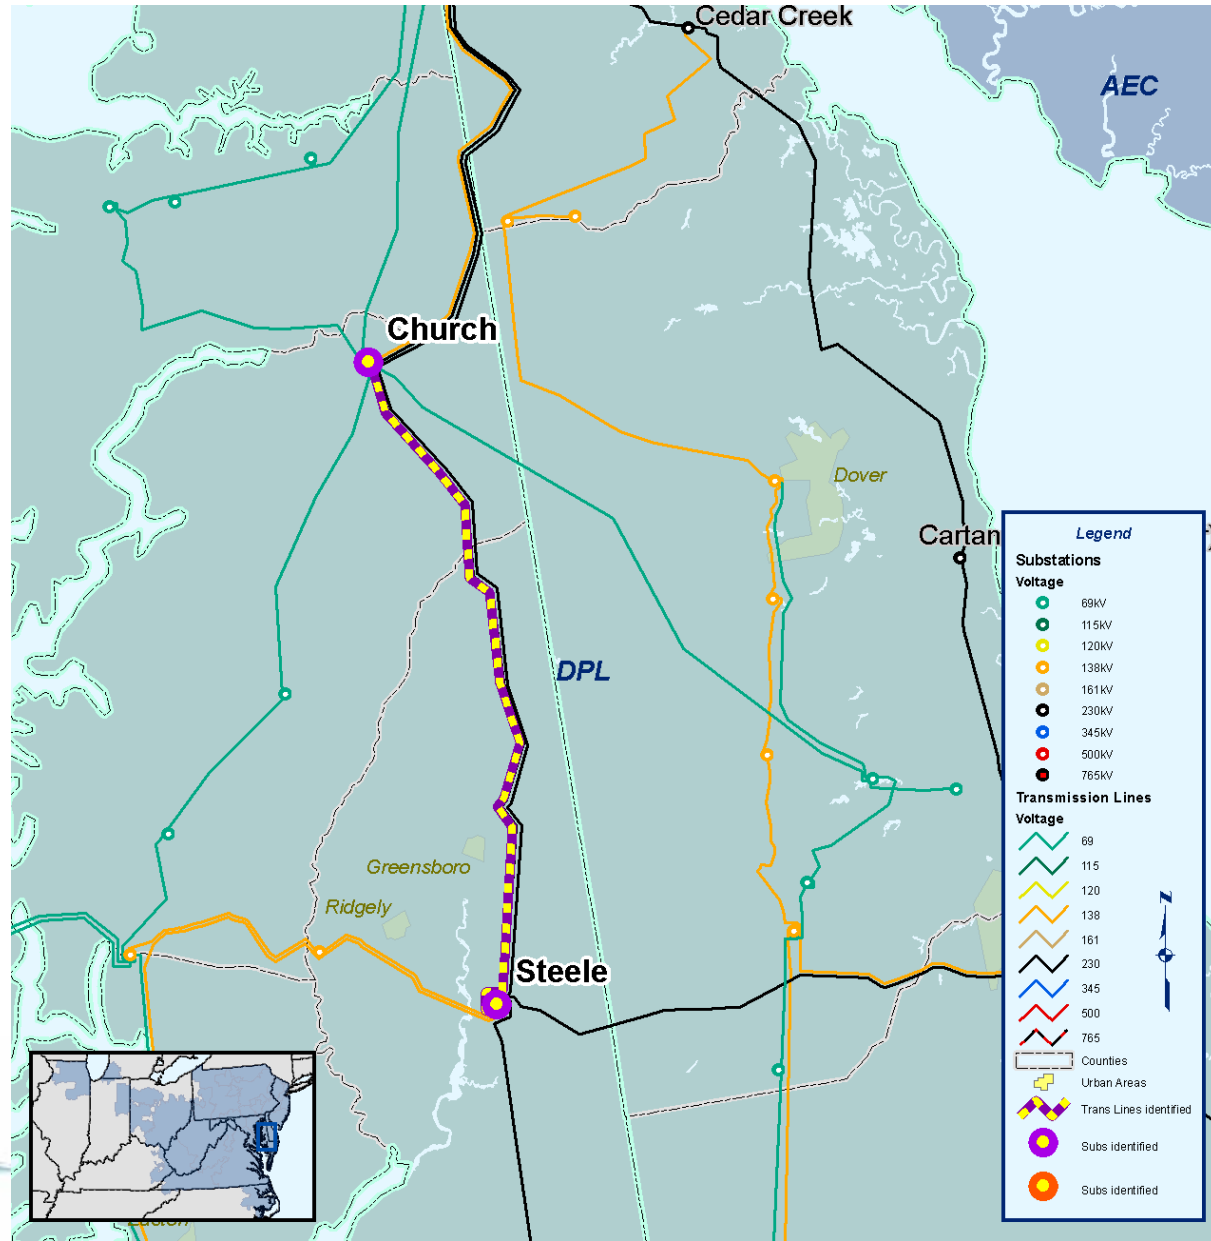 Cedar Creek
AEC
Church
Dover
Cartan
DPL
Greensboro
Ridgely
Steele
Legend
Substations
Voltage
69kV
115kV
120kV
138kV
161kV
230kV
345kV
500kV
765kV
Transmission Lines
Voltage
69
115
120
138
161
230
345
500
765
Counties
Urban Areas
Trans Lines identified
Subs identified
Subs identified
N
Easton